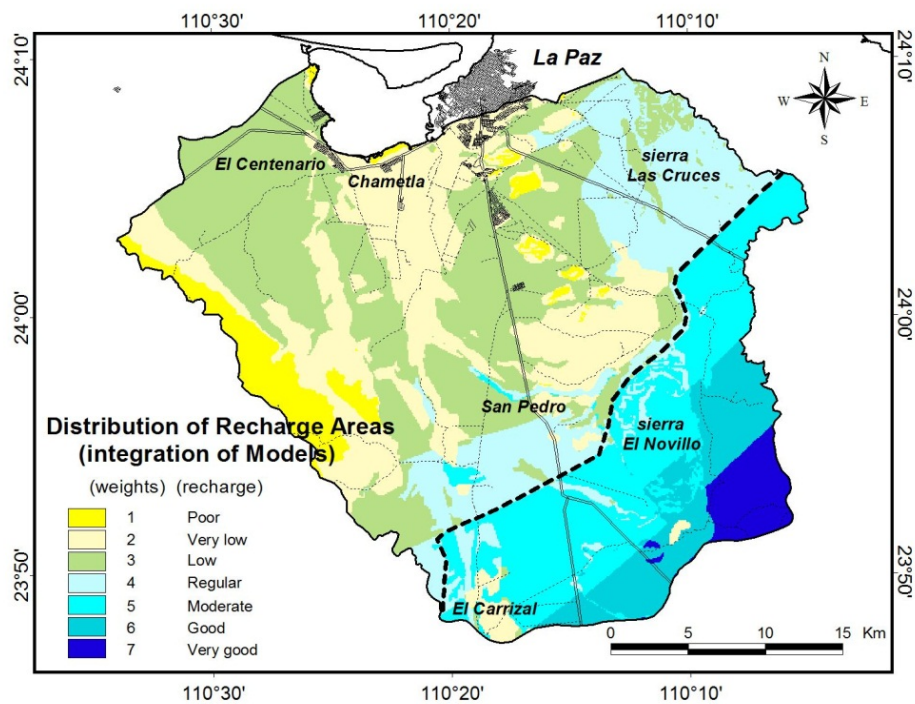 110°30' 110°20' 110°10'
24°10' 24°10'
La Paz
N
W E
S
El Centenario
Chametla
sierra
Las Cruces
24°00' 24°00'
San Pedro
sierra
El Novillo
Distribution of Recharge Areas
(integration of Models)
(weights) (recharge)
1 Poor
2 Very low
3 Low
4 Regular
5 Moderate
6 Good
7 Very good
23°50' 23°50'
El Carrizal
0 5 10 15 Km
110°30' 110°20' 110°10'